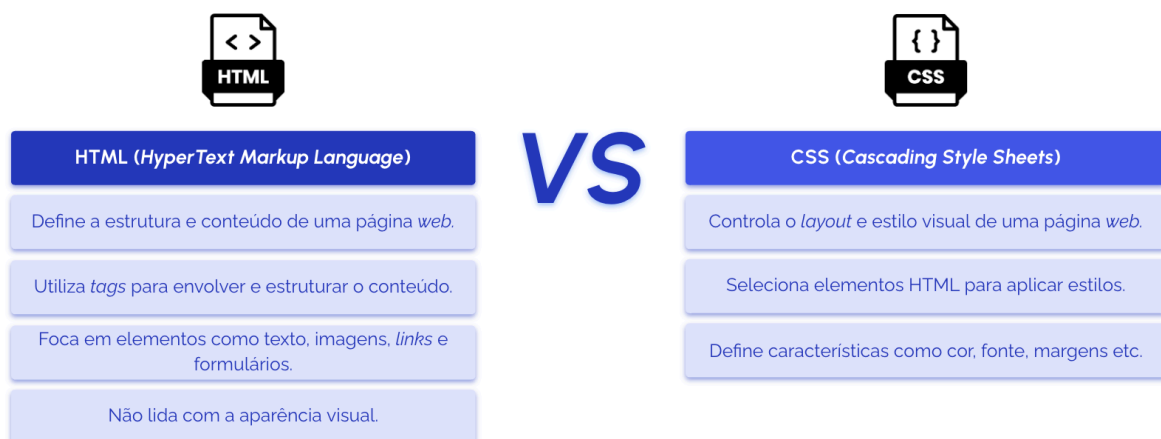 < >
HTML
{ }
CSS
HTML (HyperText Markup Language)
Define a estrutura e conteúdo de uma página web.
Utiliza tags para envolver e estruturar o conteúdo.
Foca em elementos como texto, imagens, links e
formulários.
Não lida com a aparência visual.
VS
CSS (Cascading Style Sheets)
Controla o layout e estilo visual de uma página web.
Seleciona elementos HTML para aplicar estilos.
Define características como cor, fonte, margens etc.